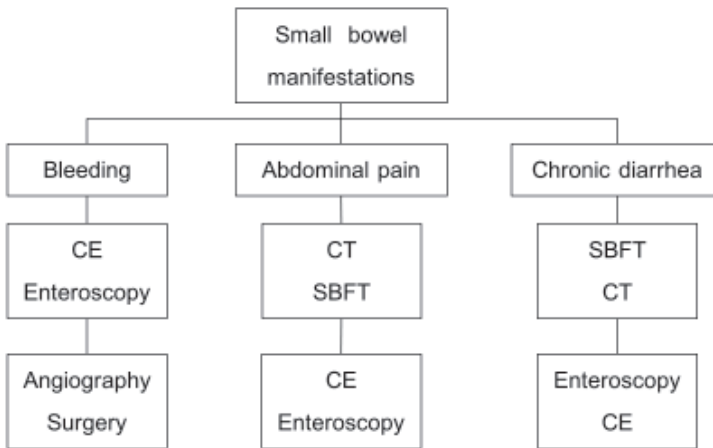 Small bowel
manifestations
Bleeding
Abdominal pain
Chronic diarrhea
CE
Enteroscopy
CT
SBFT
SBFT
CT
Angiography
Surgery
CE
Enteroscopy
Enteroscopy
CE